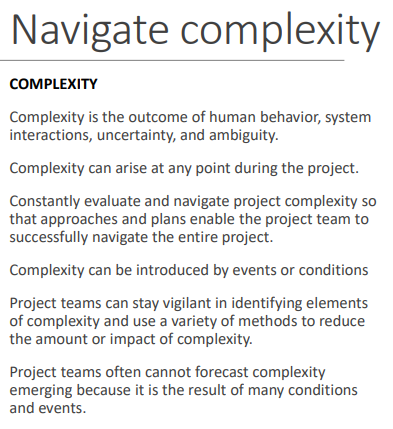 Navigate complexity
COMPLEXITY
Complexity is the outcome of human behavior, system
interactions, uncertainty, and ambiguity.
Complexity can arise at any point during the project.
Constantly evaluate and navigate project complexity so
that approaches and plans enable the project team to
successfully navigate the entire project.
Complexity can be introduced by events or conditions
Project teams can stay vigilant in identifying elements
of complexity and use a variety of methods to reduce
the amount or impact of complexity.
Project teams often cannot forecast complexity
emerging because it is the result of many conditions
and events.